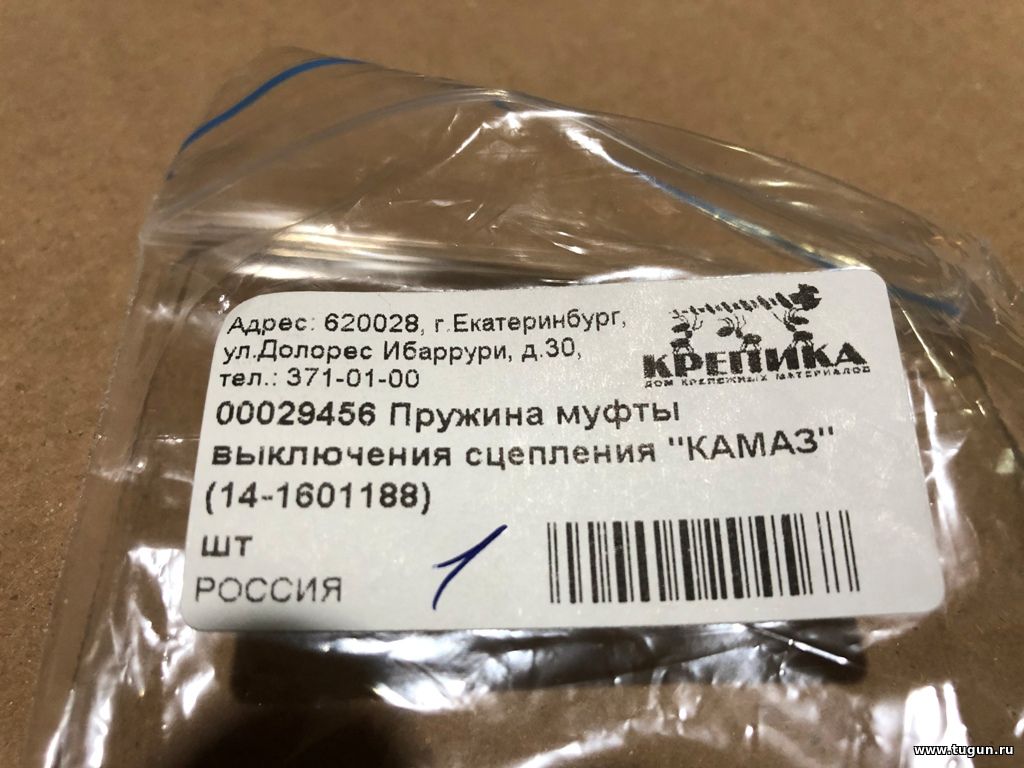 Адрес: 620028, г.Екатеринбург,
ул.Долорес Ибаррури, д.30,
тел.: 371-01-00
КРЕПИКА
ДОМ КРЕПЕЖНЫХ МАТЕРИАЛОВ
00029456 Пружина муфты
выключения сцепления "КАМАЗ"
(14-1601188)
шт
1
РОССИЯ
www.tugun.ru